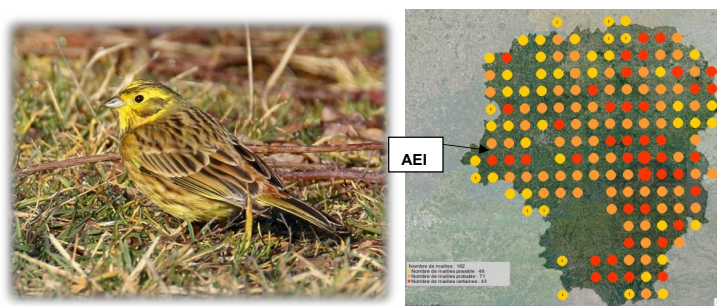 AEI
Nombre de mailles : 162
Nombre de mailles possible : 48
Nombre de mailles probable : 71
Nombre de mailles certaines : 43